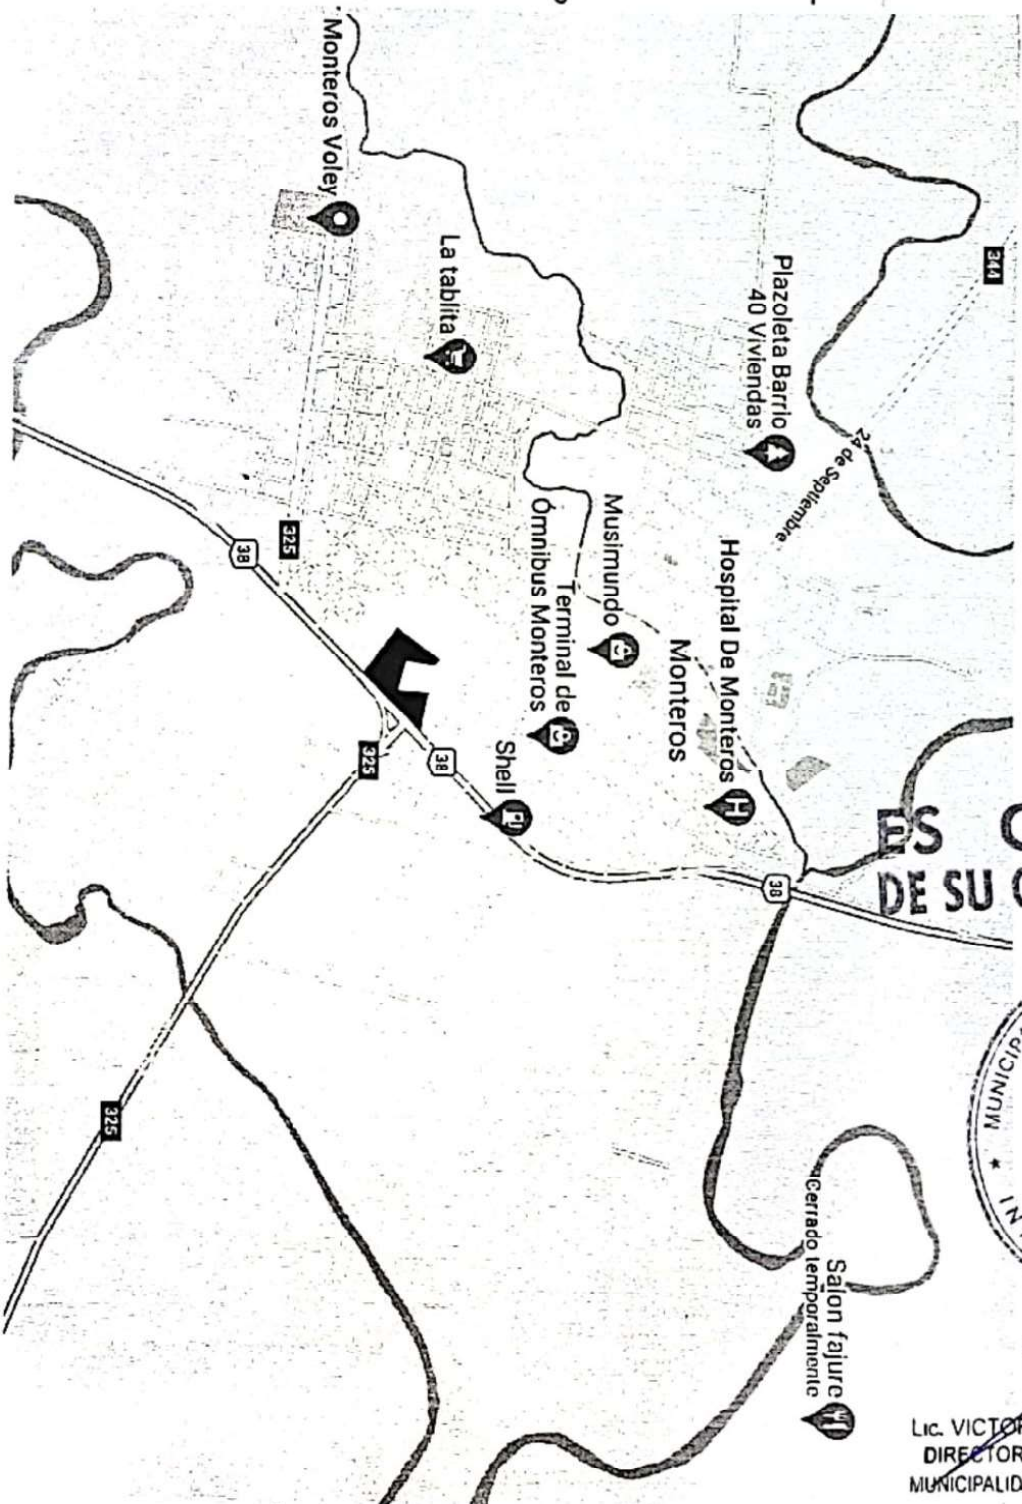 Monteros Voley
La tablita
344
Plazoleta Barrio
40 Viviendas
24 de Septiembre
325
38
Musimundo
Terminal de
Ómnibus Monteros
Hospital De Monteros
Monteros
Shell
38
325
38
325
Salon fajure
Cerrado temporalmente
ES
DE SU
MUNICIP
Lic. VICTOR
DIRECTOR
MUNICIPALID